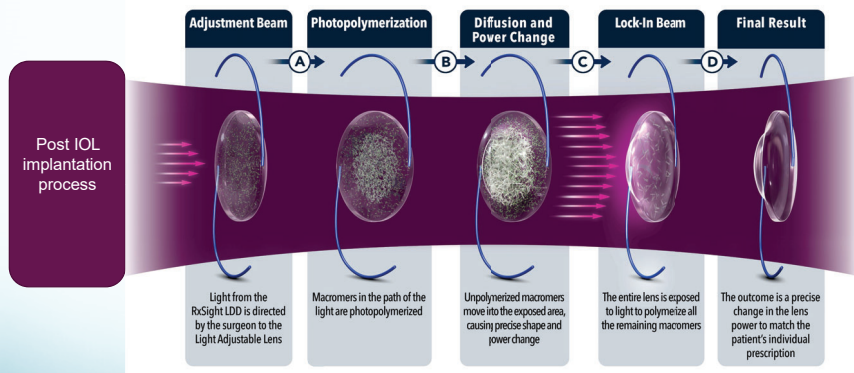 Post IOL
implantation
process
Adjustment Beam
A
Photopolymerization
B
Diffusion and
Power Change
C
Lock-In Beam
D
Final Result
Light from the
RxSight LDD is directed
by the surgeon to the
Light Adjustable Lens
Macromers in the path of the
light are photopolymerized
Unpolymerized macromers
move into the exposed area,
causing precise shape and
power change
The entire lens is exposed
to light to polymeize all
the remaining macomers
The outcome is a precise
change in the lens
power to match the
patient's individual
prescription